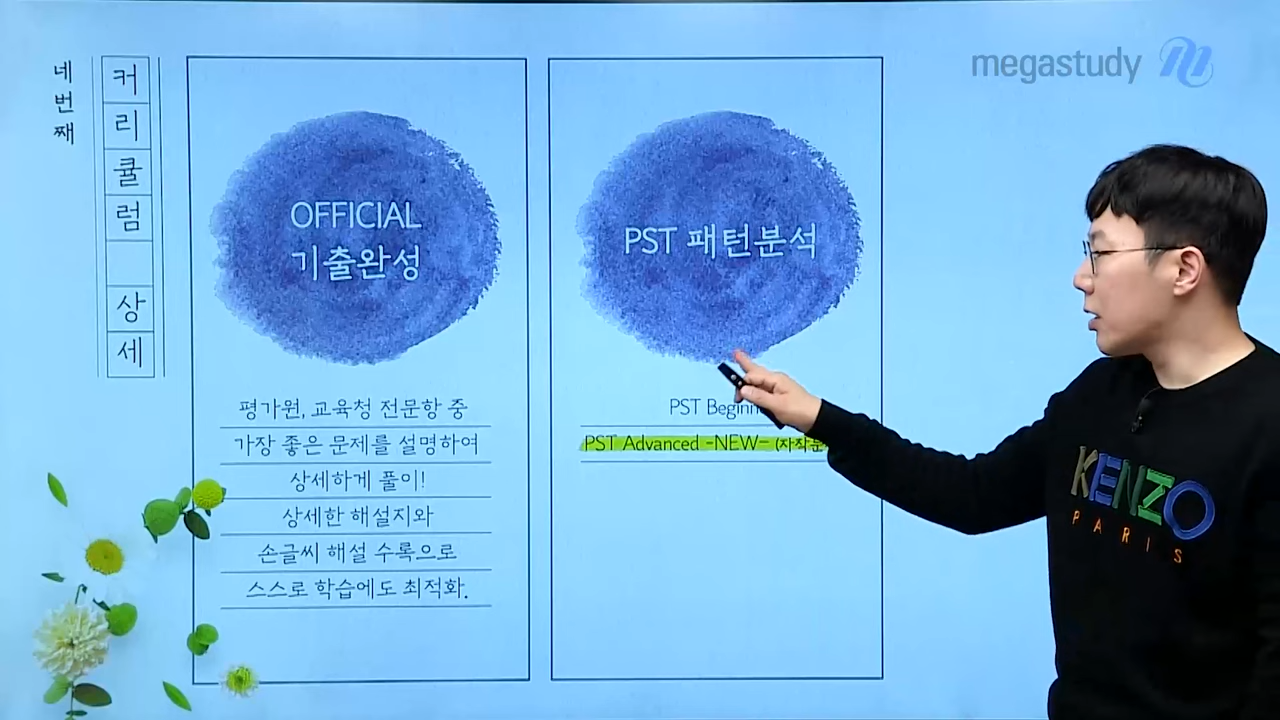 네번째
커리큘럼 상세
megastudy
OFFICIAL
기출완성
평가원, 교육청 전문항 중
가장 좋은 문제를 설명하여
상세하게 풀이!
상세한 해설지와
손글씨 해설 수록으로
스스로 학습에도 최적화.
PST 패턴분석
PST
PST Advanced -NEW-
KENZO
PARIS